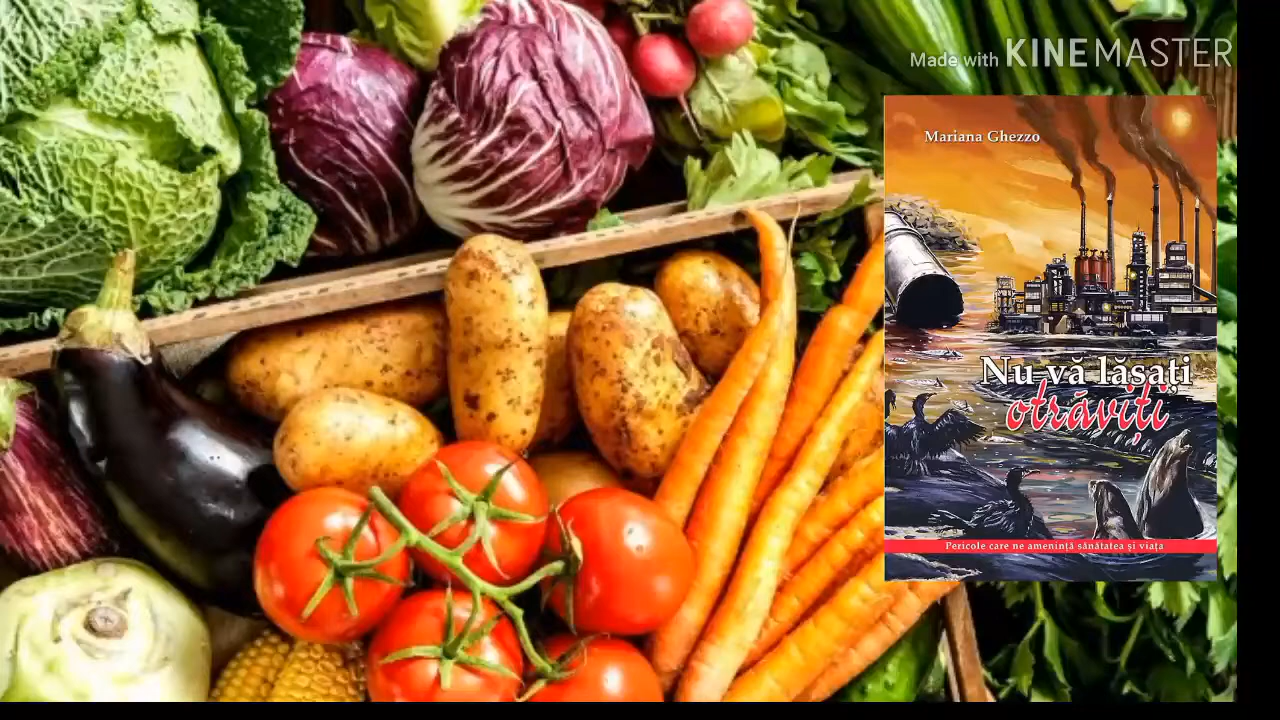 Made with KINEMASTER
Mariana Ghezzo
Nu vă lăsați
otrăviți
Pericole care ne amenință sănătatea și viața